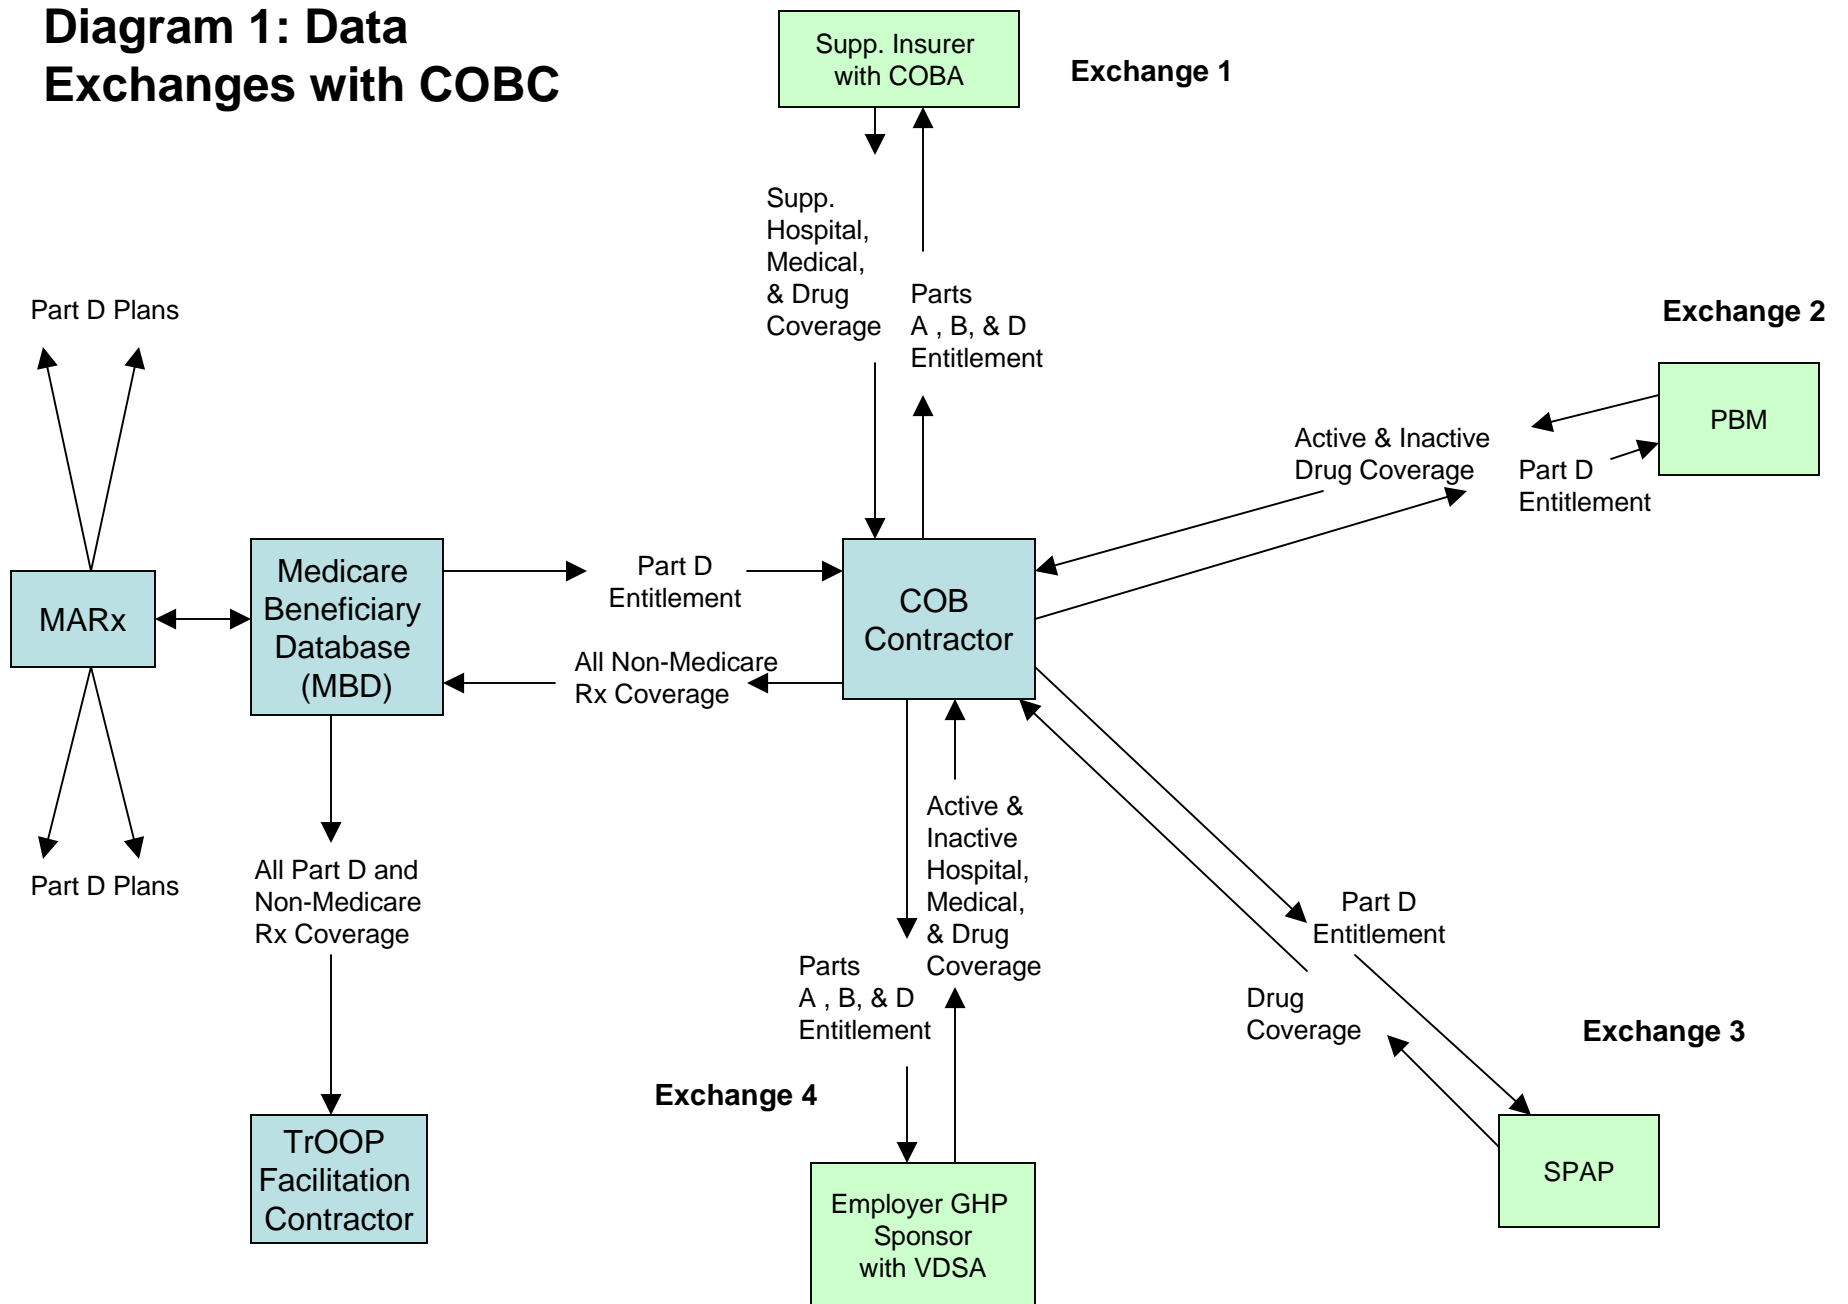 Diagram 1: Data
Exchanges with COBC
Supp. Insurer
with COBA
Exchange 1
Supp.
Hospital,
Medical,
& Drug
Coverage
Parts
A , B, & D
Entitlement
Part D Plans
Exchange 2
PBM
Active & Inactive
Drug Coverage
Part D
Entitlement
MARx
Medicare
Beneficiary
Database
(MBD)
Part D
Entitlement
All Non-Medicare
Rx Coverage
COB
Contractor
Part D Plans
All Part D and
Non-Medicare
Rx Coverage
Active &
Inactive
Hospital,
Medical,
& Drug
Coverage
Parts
A , B, & D
Entitlement
Part D
Entitlement
Drug
Coverage
Exchange 3
Exchange 4
TrOOP
Facilitation
Contractor
Employer GHP
Sponsor
with VDSA
SPAP